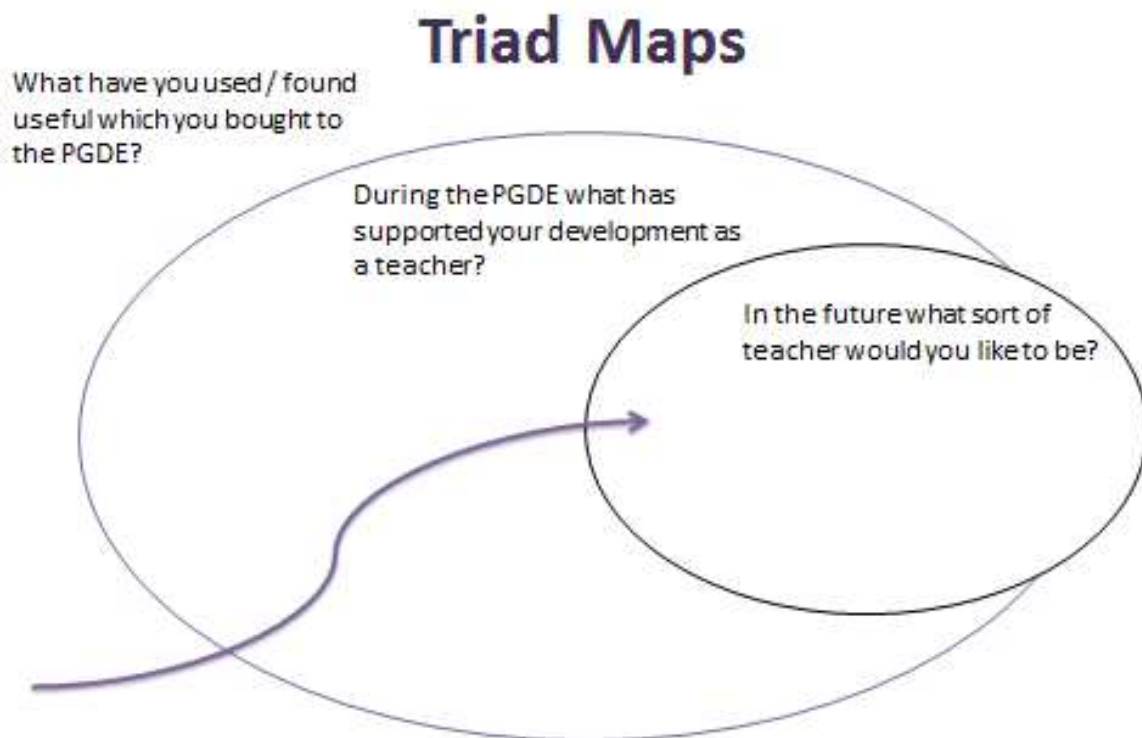 Triad Maps
What have you used / found
useful which you bought to
the PGDE?
During the PGDE what has
supported your development as
a teacher?
In the future what sort of
teacher would you like to be?